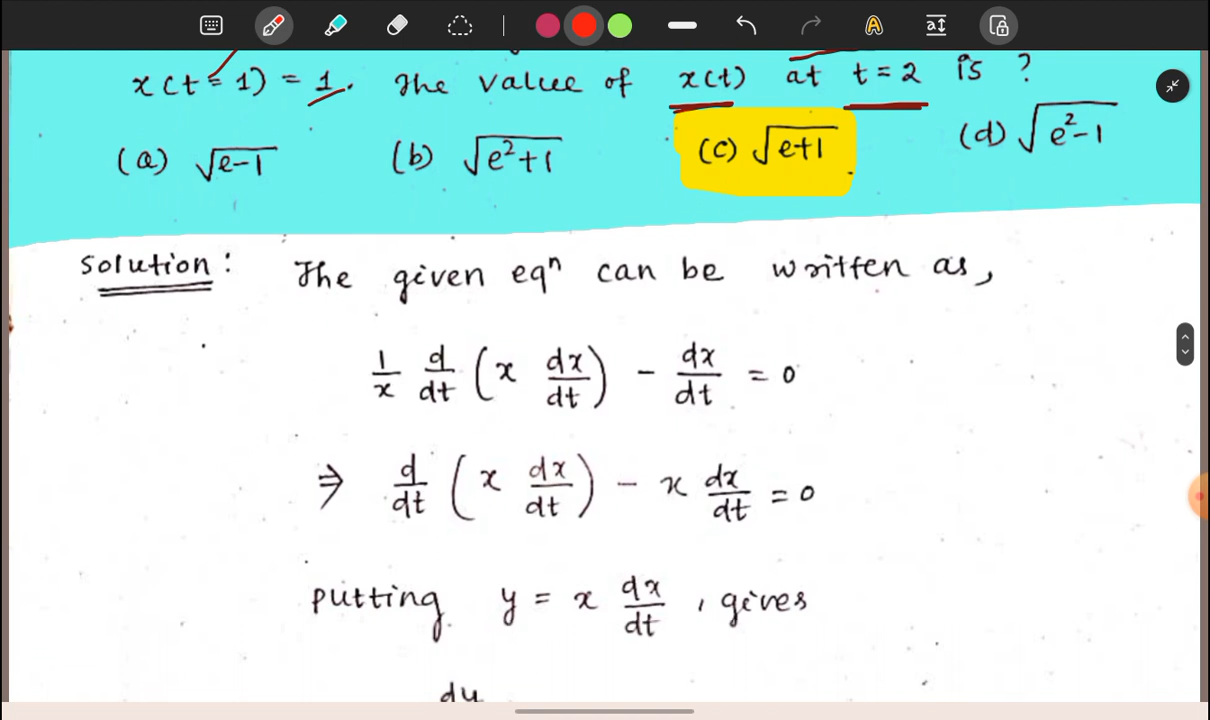 x(t=1) = 1. The value of x(t) at t = 2 is ?
(a) √e-1 (b) √e²+1 (c) √e+1 (d) √e²-1
Solution: The given eqⁿ can be written as,
1/x d/dt (x dx/dt) - dx/dt = 0
⇒ d/dt (x dx/dt) - x dx/dt = 0
putting y = x dx/dt, gives
dy